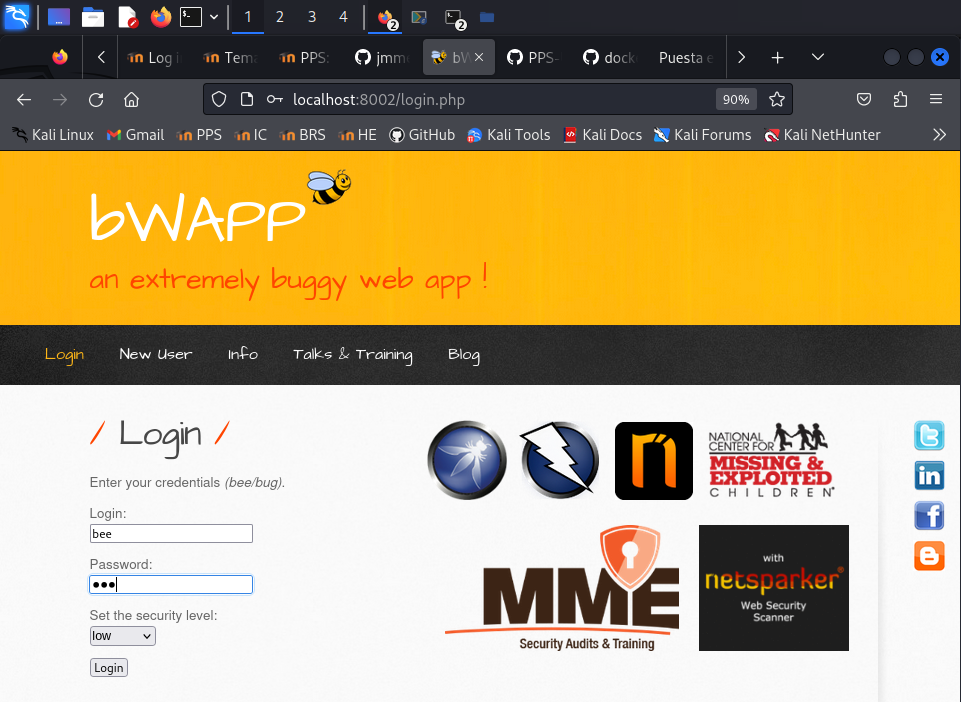 1 2 3 4 2 2
Log i Tema PPS: jmm bW PPS- dock Puesta e
localhost:8002/login.php 90%
Kali Linux Gmail PPS IC BRS HE GitHub Kali Tools Kali Docs Kali Forums Kali NetHunter
bWAPP
an extremely buggy web app !
Login New User Info Talks & Training Blog
/ Login /
Enter your credentials (bee/bug).
Login:
bee
Password:
●●●
Set the security level:
low
Login
n
NATIONAL
CENTER FOR
MISSING &
EXPLOITED
CHILDREN®
MME
Security Audits & Training
with
netsparker®
Web Security
Scanner